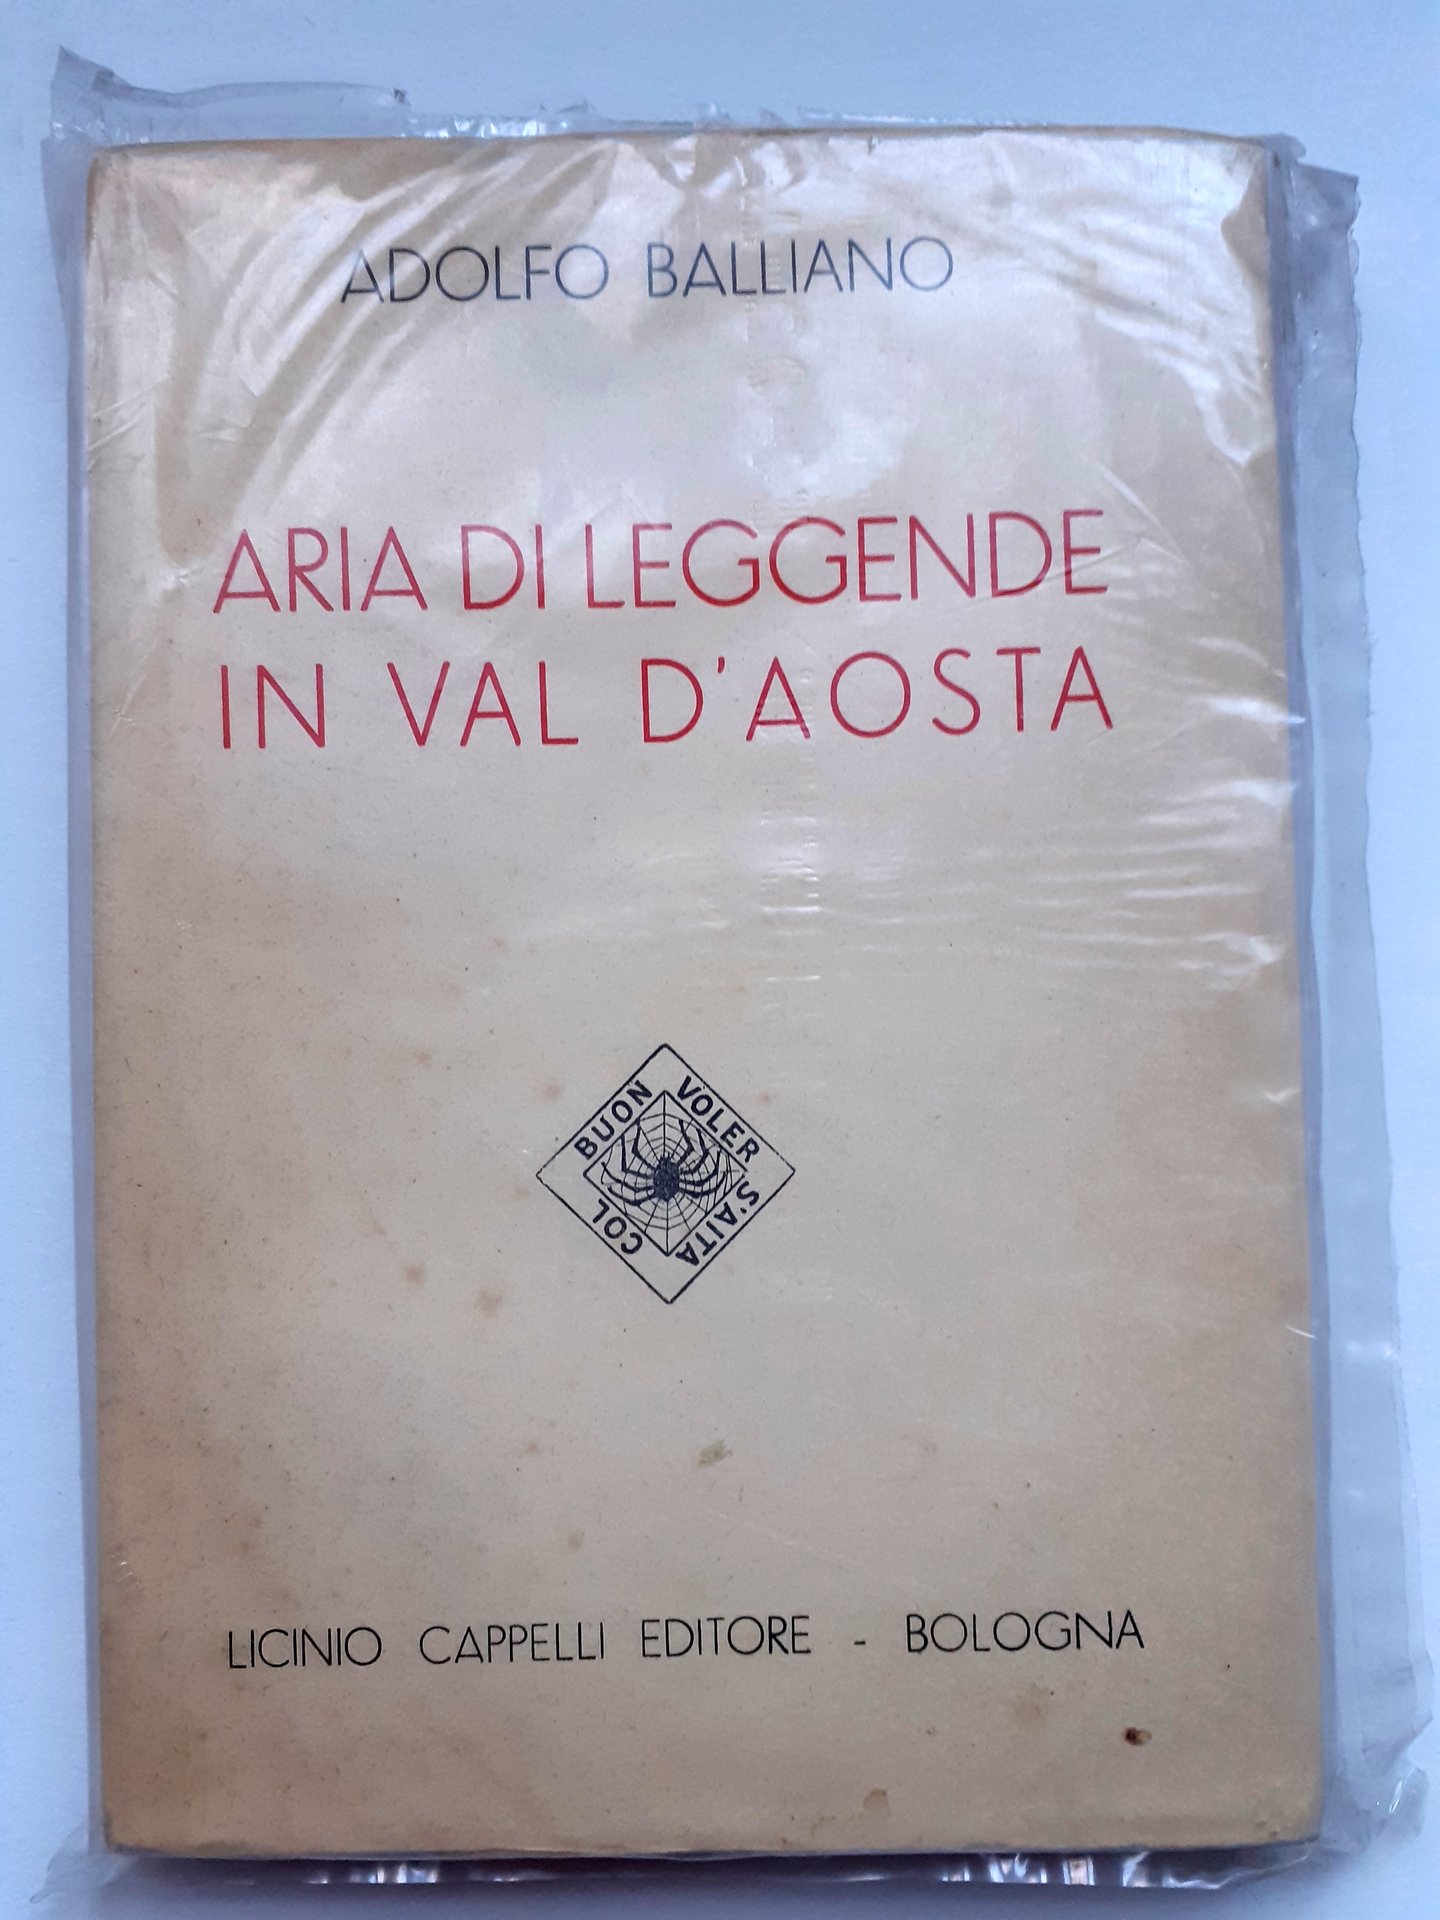 ADOLFO BALLIANO
ARIA DI LEGGENDE
IN VAL D'AOSTA
COL BUON VOLER S'AITA
LICINIO CAPPELLI EDITORE - BOLOGNA